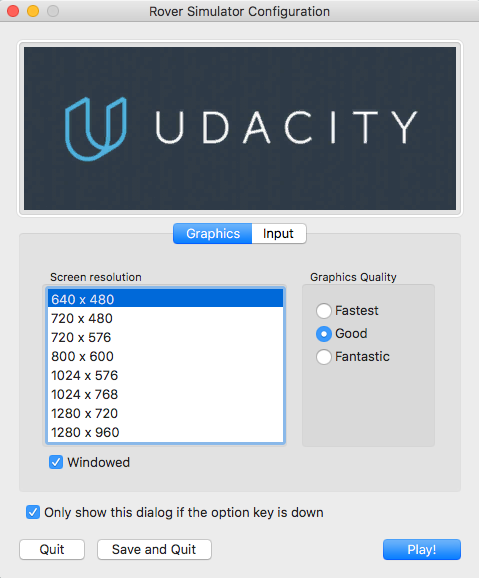 Rover Simulator Configuration
UDACITY
Graphics Input
Screen resolution
640 x 480
720 x 480
720 x 576
800 x 600
1024 x 576
1024 x 768
1280 x 720
1280 x 960
Windowed
Graphics Quality
Fastest
Good
Fantastic
Only show this dialog if the option key is down
Quit Save and Quit Play!